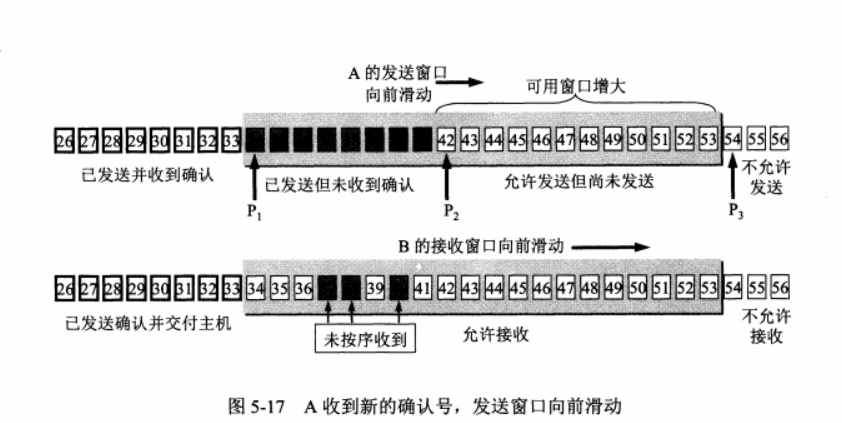 A 的发送窗口
向前滑动
可用窗口增大
26 27 28 29 30 31 32 33 42 43 44 45 46 47 48 49 50 51 52 53 54 55 56
已发送并收到确认
已发送但未收到确认
允许发送但尚未发送
不允许
发送
P1 P2 P3
B 的接收窗口向前滑动
26 27 28 29 30 31 32 33 34 35 36 39 41 42 43 44 45 46 47 48 49 50 51 52 53 54 55 56
已发送确认并交付主机
未按序收到
允许接收
不允许
接收
图 5-17 A 收到新的确认号，发送窗口向前滑动